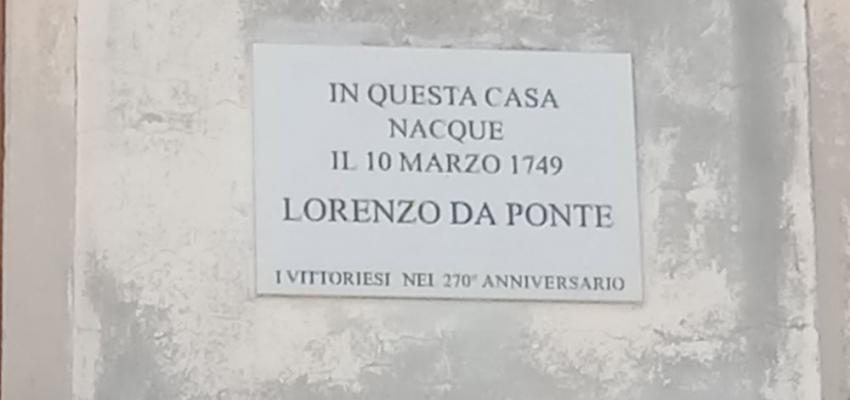 IN QUESTA CASA
NACQUE
IL 10 MARZO 1749
LORENZO DA PONTE
I VITTORIESI NEL 270° ANNIVERSARIO